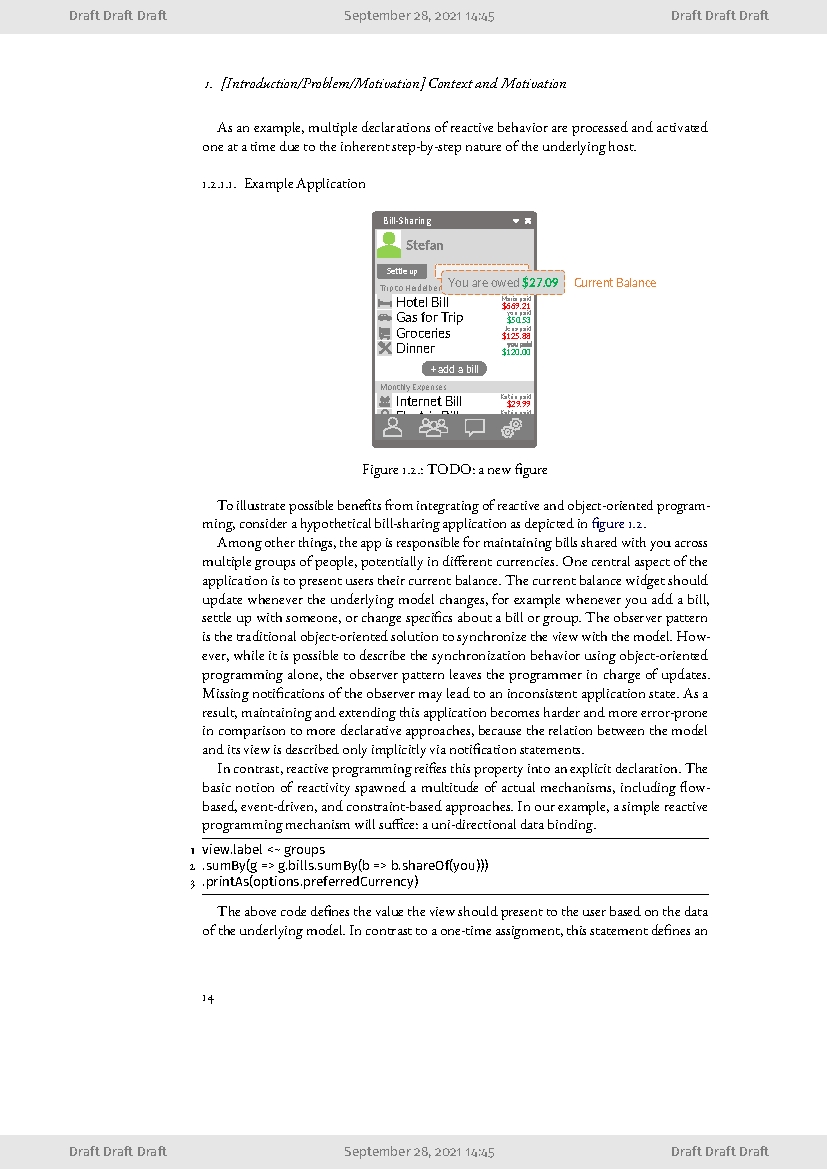 Draft Draft Draft September 28, 2021 14:45 Draft Draft Draft
1. [Introduction/Problem/Motivation] Context and Motivation
As an example, multiple declarations of reactive behavior are processed and activated
one at a time due to the inherent step-by-step nature of the underlying host.
1.2.1.1. Example Application
Bill-Sharing
Stefan
Settle up
You are owed $27.09 Current Balance
Trip to Heidelber
Hotel Bill
Maria paid
$669.21
Gas for Trip
you paid
$50.53
Groceries
Jens paid
$125.88
Dinner
you paid
$120.00
+ add a bill
Monthly Expenses
Internet Bill
Katrin paid
$29.99
Figure 1.2.: TODO: a new figure
To illustrate possible benefits from integrating of reactive and object-oriented program-
ming, consider a hypothetical bill-sharing application as depicted in figure 1.2.
Among other things, the app is responsible for maintaining bills shared with you across
multiple groups of people, potentially in different currencies. One central aspect of the
application is to present users their current balance. The current balance widget should
update whenever the underlying model changes, for example whenever you add a bill,
settle up with someone, or change specifics about a bill or group. The observer pattern
is the traditional object-oriented solution to synchronize the view with the model. How-
ever, while it is possible to describe the synchronization behavior using object-oriented
programming alone, the observer pattern leaves the programmer in charge of updates.
Missing notifications of the observer may lead to an inconsistent application state. As a
result, maintaining and extending this application becomes harder and more error-prone
in comparison to more declarative approaches, because the relation between the model
and its view is described only implicitly via notification statements.
In contrast, reactive programming reifies this property into an explicit declaration. The
basic notion of reactivity spawned a multitude of actual mechanisms, including flow-
based, event-driven, and constraint-based approaches. In our example, a simple reactive
programming mechanism will suffice: a uni-directional data binding.
1 view.label <~ groups
2 .sumBy(g => g.bills.sumBy(b => b.shareOf(you)))
3 .printAs(options.preferredCurrency)
The above code defines the value the view should present to the user based on the data
of the underlying model. In contrast to a one-time assignment, this statement defines an
14
Draft Draft Draft September 28, 2021 14:45 Draft Draft Draft